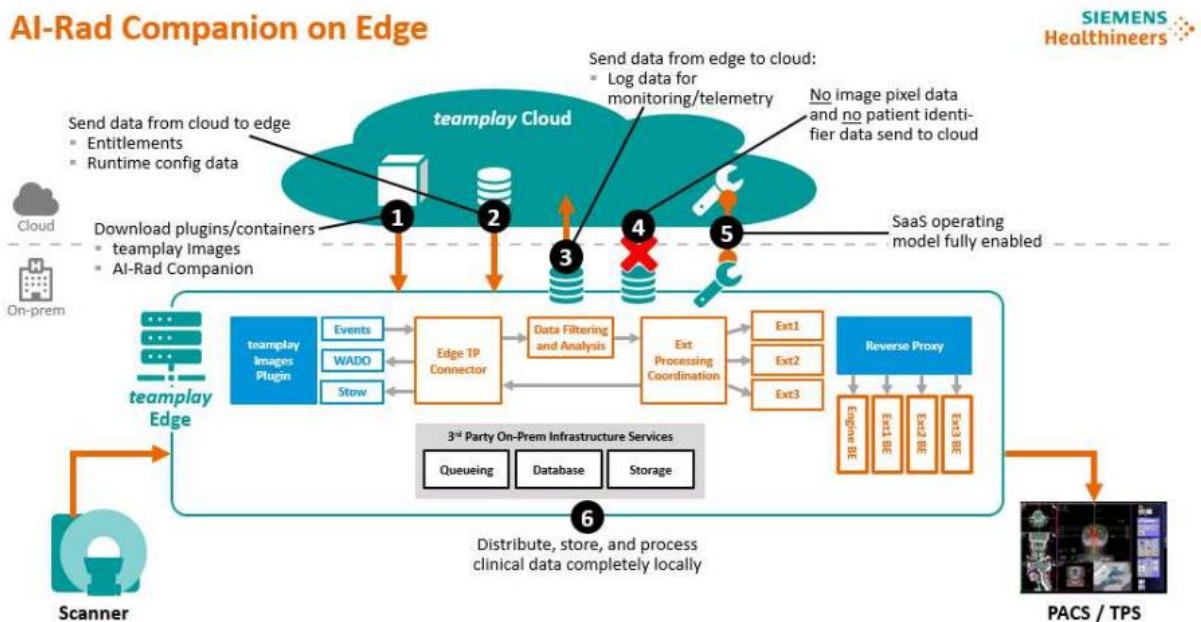 AI-Rad Companion on Edge
SIEMENS
Healthineers
Send data from edge to cloud:
▪ Log data for
monitoring/telemetry
No image pixel data
and no patient identi-
fier data send to cloud
teamplay Cloud
Send data from cloud to edge
▪ Entitlements
▪ Runtime config data
Cloud
1
2
3
4
5
Download plugins/containers
▪ teamplay Images
▪ AI-Rad Companion
SaaS operating
model fully enabled
H
On-prem
teamplay
Edge
teamplay
Images
Plugin
Events
WADO
Stow
Edge TP
Connector
Data Filtering
and Analysis
Ext
Processing
Coordination
Ext1
Ext2
Ext3
Reverse Proxy
Engine BE
Ext1 BE
Ext2 BE
Ext3 BE
3rd Party On-Prem Infrastructure Services
Queueing
Database
Storage
6
Distribute, store, and process
clinical data completely locally
Scanner
PACS / TPS